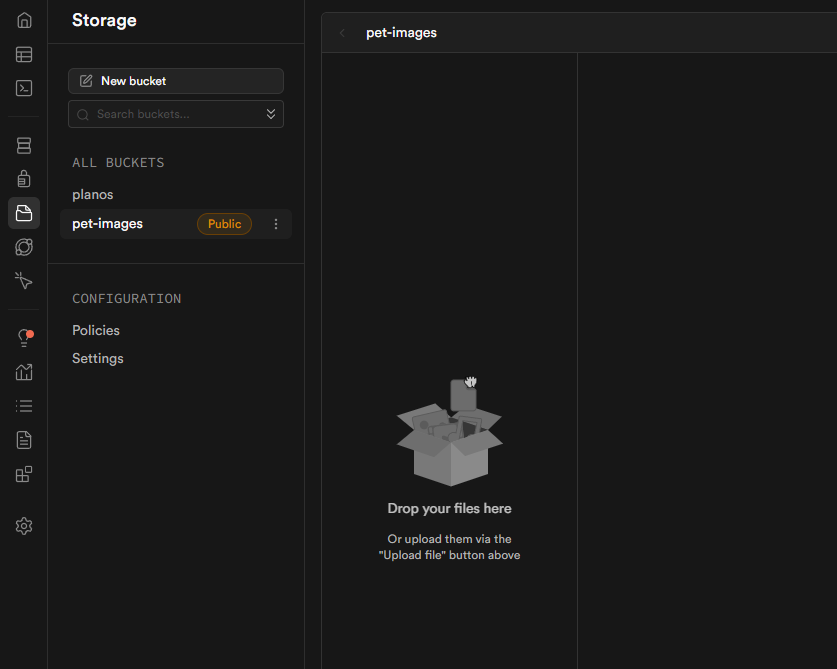 Storage
pet-images
New bucket
Search buckets...
ALL BUCKETS
planos
pet-images
Public
CONFIGURATION
Policies
Settings
Drop your files here
Or upload them via the
"Upload file" button above